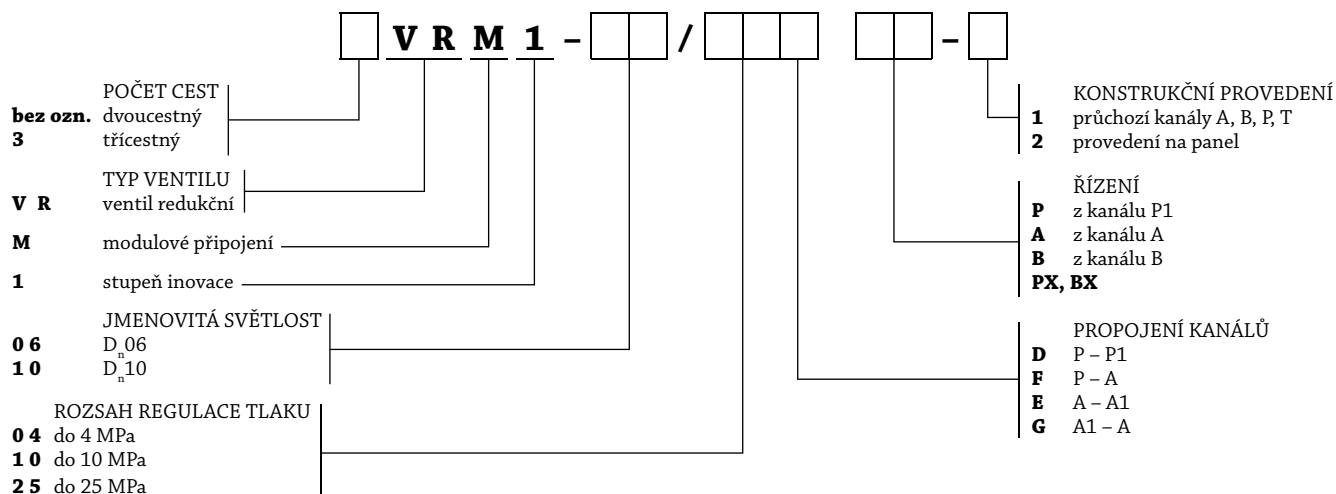 V R M 1 – /  –
POČET CEST
bez ozn. dvoucestný
3 třícestný
TYP VENTILU
V R ventil redukční
M modulové připojení
1 stupeň inovace
JMENOVITÁ SVĚTLOST
0 6 Dn06
1 0 Dn10
ROZSAH REGULACE TLAKU
0 4 do 4 MPa
1 0 do 10 MPa
2 5 do 25 MPa
KONSTRUKČNÍ PROVEDENÍ
1 průchozí kanály A, B, P, T
2 provedení na panel
ŘÍZENÍ
P z kanálu P1
A z kanálu A
B z kanálu B
PX, BX
PROPOJENÍ KANÁLŮ
D P – P1
F P – A
E A – A1
G A1 – A